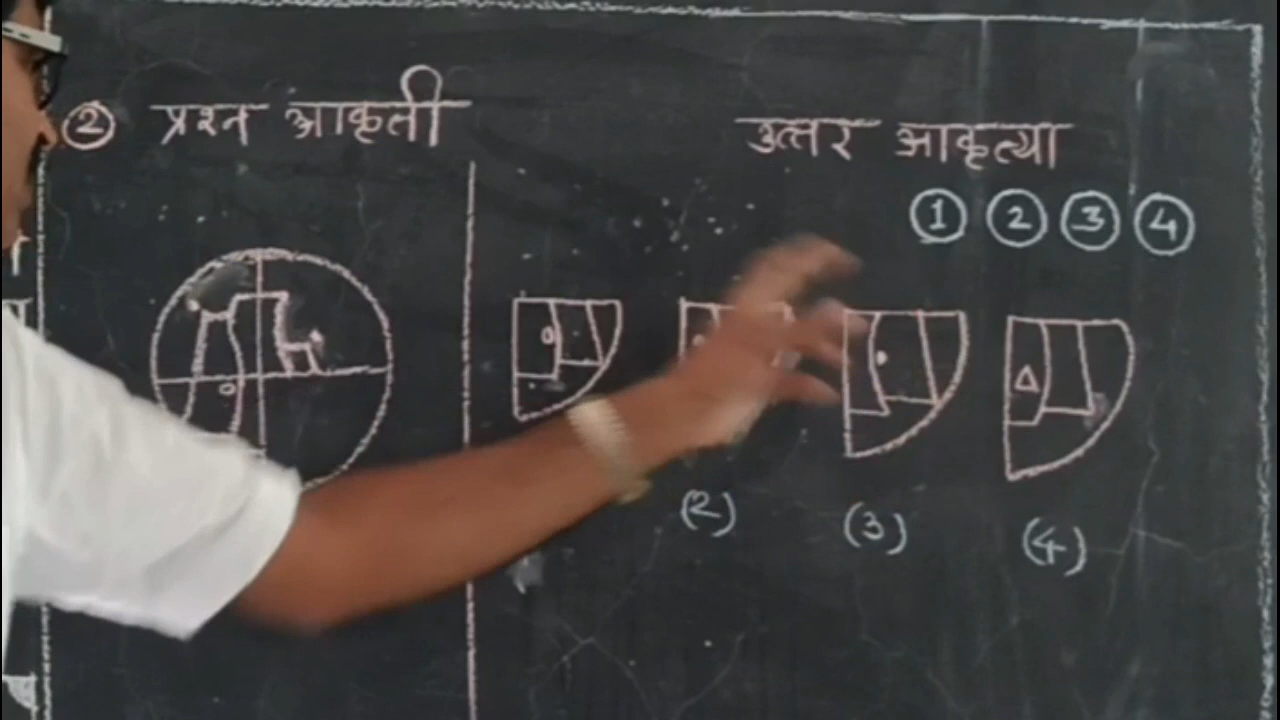 ② प्रश्न आकृती
उत्तर आकृत्या
① ② ③ ④
(2) (3) (4)